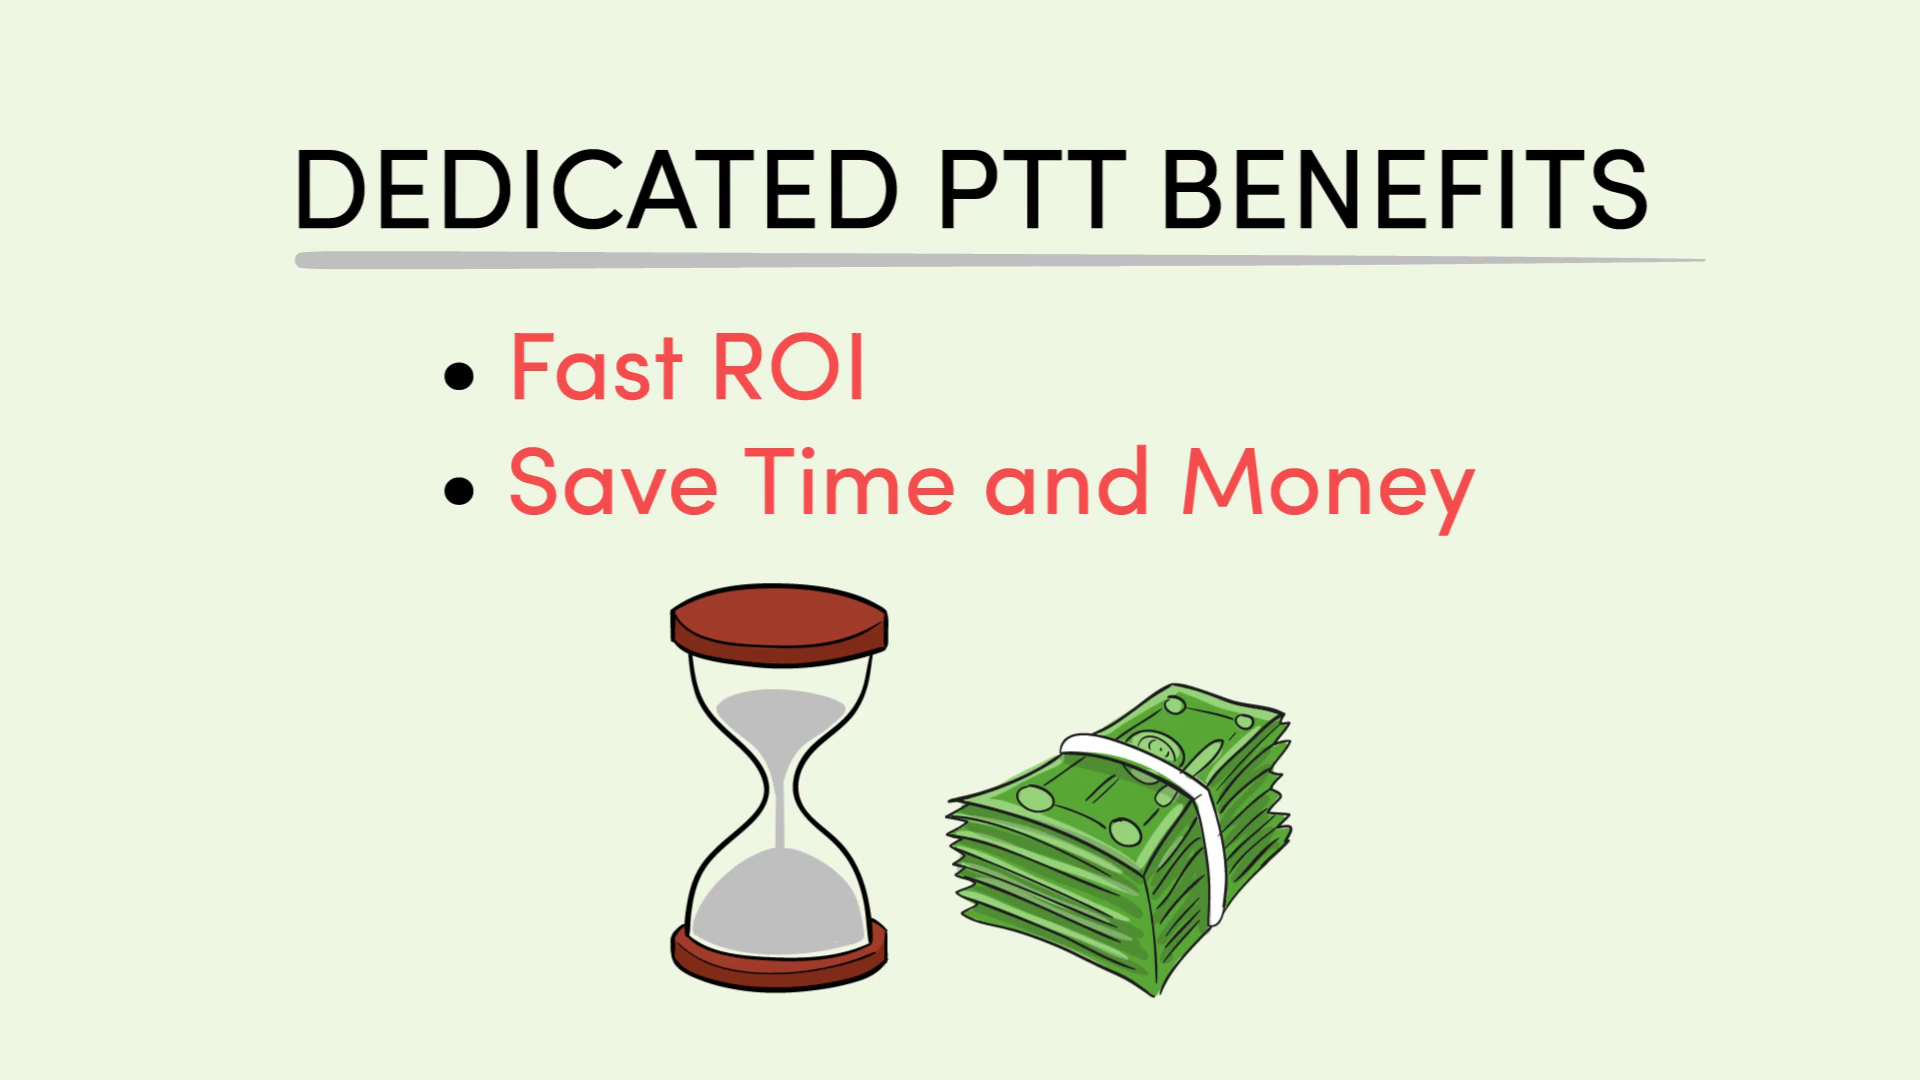 DEDICATED PTT BENEFITS
• Fast ROI
• Save Time and Money